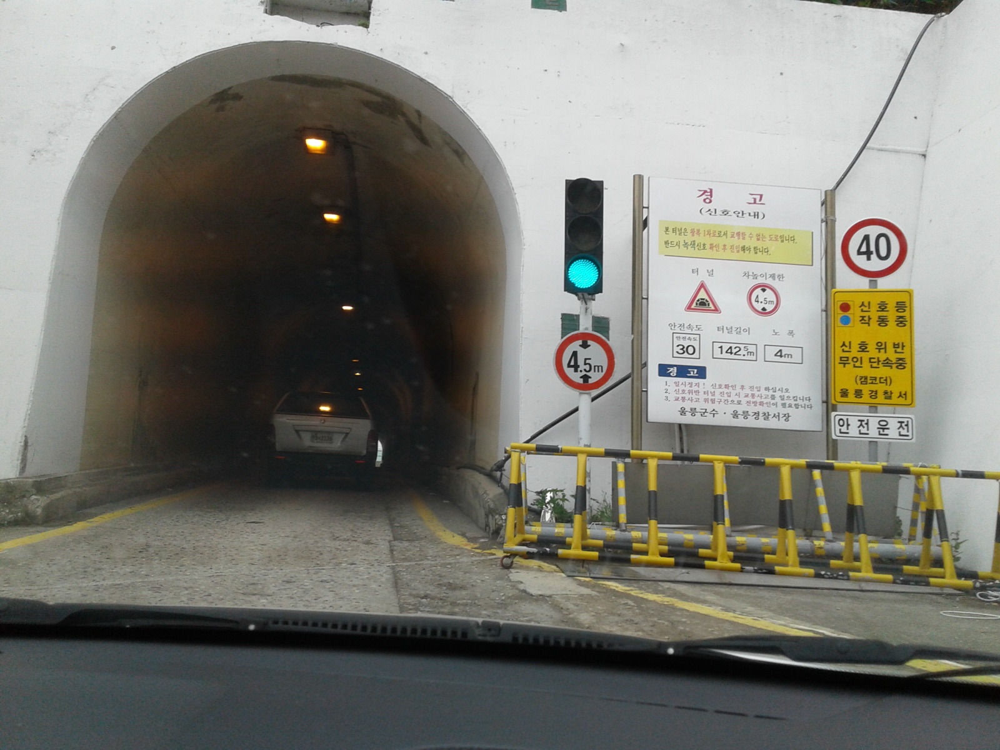 경 고
(신호안내)
본 터널은 왕복 1차로로서 교행할 수 없는 도로입니다.
반드시 녹색신호 확인 후 진입해야 합니다.
터 널 차높이제한
4.5m
안전속도 터널길이 노 폭
안전속도
30 142.5m 4m
경 고
1. 일시정지! 신호확인 후 진입 하십시오
2. 신호위반 터널 진입 시 교통사고를 일으킵니다
3. 교통사고 위험구간으로 전방확인이 필요합니다
울릉군수 · 울릉경찰서장
4.5m
40
신호등
작동중
신호위반
무인 단속중
(캠코더)
울릉경찰서
안전운전